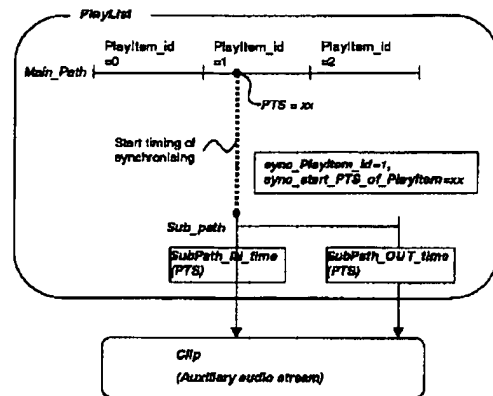 PlayList
PlayItem_id =0
PlayItem_id =1
PlayItem_id =2
Main_Path
PTS = xx
Start timing of
synchronising
sync_PlayItem_id=1,
sync_start_PTS_of_PlayItem=xx
Sub_path
SubPath_IN_time
(PTS)
SubPath_OUT_time
(PTS)
Clip
(Auxiliary audio stream)